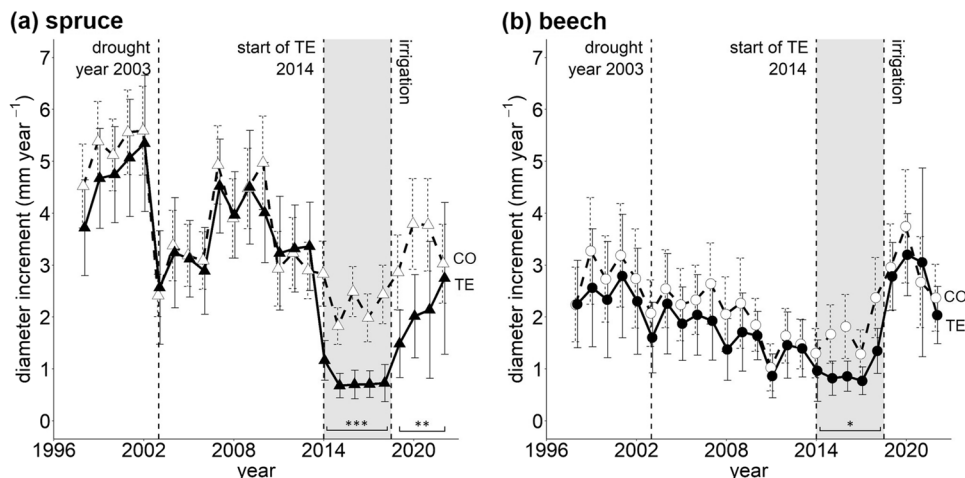 (a) spruce
drought
year 2003
start of TE
2014
irrigation
diameter increment (mm year ⁻¹)
7
6
5
4
3
2
1
0
CO
TE
***
**
1996
2002
2008
2014
2020
year
(b) beech
drought
year 2003
start of TE
2014
irrigation
diameter increment (mm year ⁻¹)
7
6
5
4
3
2
1
0
CO
TE
*
1996
2002
2008
2014
2020
year